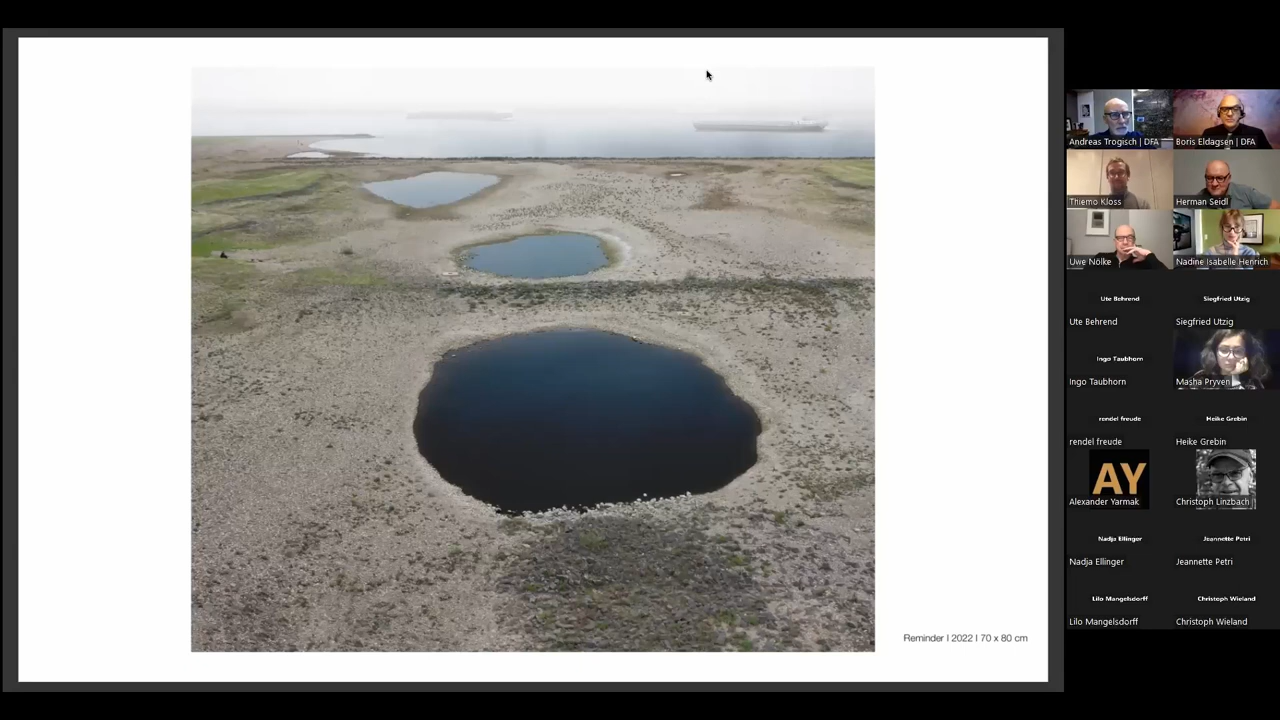 Reminder I 2022 I 70 x 80 cm
Andreas Trogisch | DFA
Boris Eldagsen | DFA
Thiemo Kloss
Herman Seidl
Uwe Nölke
Nadine Isabelle Henrich
Ute Behrend
Siegfried Utzig
Ute Behrend
Siegfried Utzig
Ingo Taubhorn
Ingo Taubhorn
Masha Pryven
rendel freude
Heike Grebin
rendel freude
Heike Grebin
AY
Alexander Yarmak
Christoph Linzbach
Nadja Ellinger
Jeannette Petri
Nadja Ellinger
Jeannette Petri
Lilo Mangelsdorff
Christoph Wieland
Lilo Mangelsdorff
Christoph Wieland